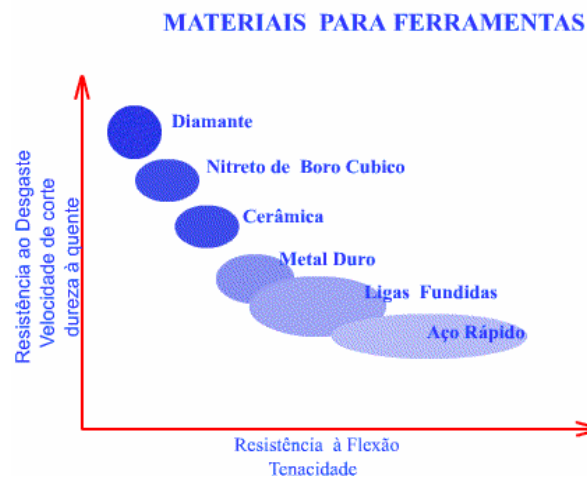 MATERIAIS PARA FERRAMENTAS
Diamante
Nitreto de Boro Cubico
Cerâmica
Metal Duro
Ligas Fundidas
Aço Rápido
Resistência ao Desgaste
Velocidade de corte
dureza à quente
Resistência à Flexão
Tenacidade